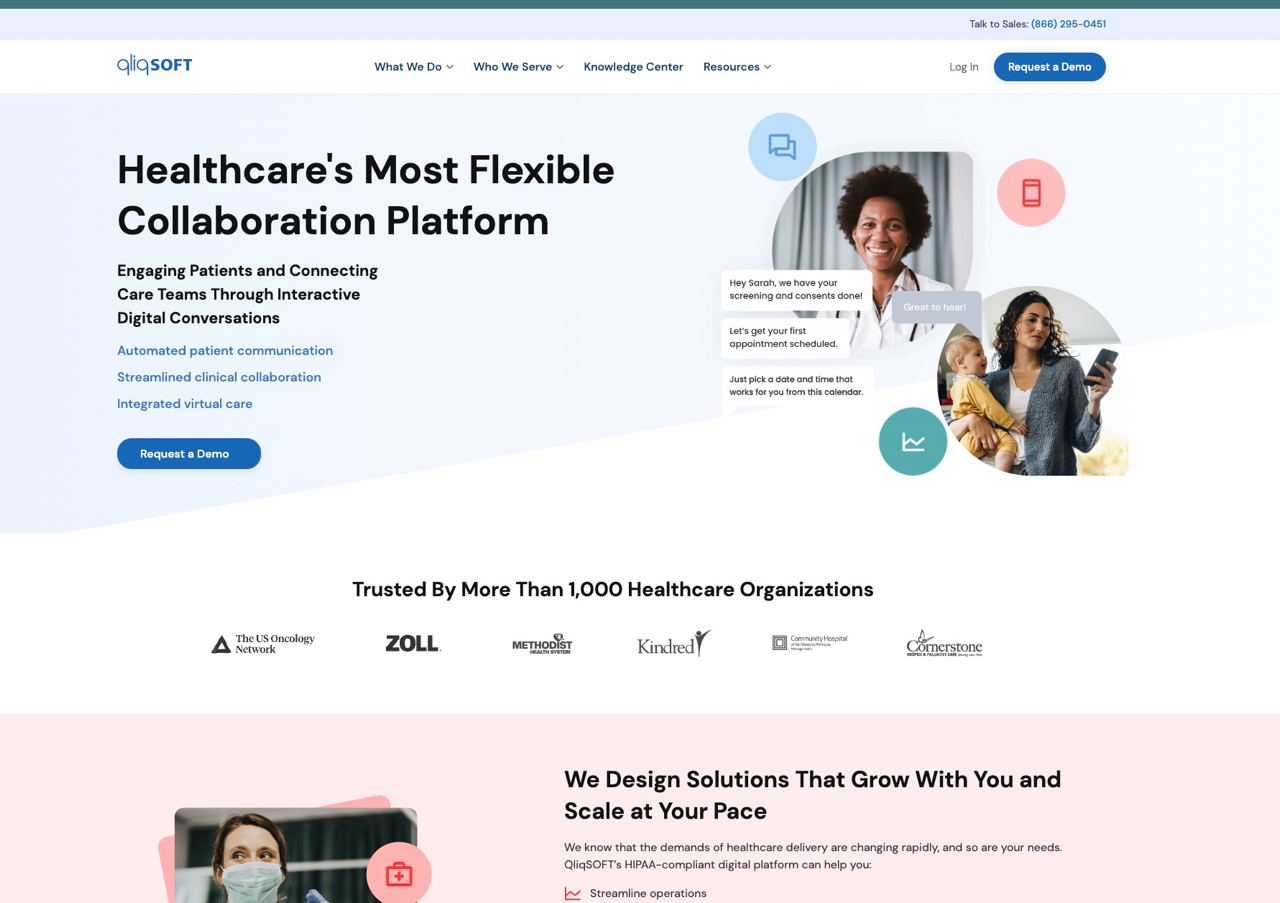 Talk to Sales: (866) 295-0451
qliqSOFT
What We Do
Who We Serve
Knowledge Center
Resources
Log In
Request a Demo
Healthcare's Most Flexible
Collaboration Platform
Engaging Patients and Connecting
Care Teams Through Interactive
Digital Conversations
Automated patient communication
Streamlined clinical collaboration
Integrated virtual care
Request a Demo
Hey Sarah, we have your
screening and consents done!
Great to hear!
Let's get your first
appointment scheduled.
Just pick a date and time that
works for you from this calendar.
Trusted By More Than 1,000 Healthcare Organizations
The US Oncology
Network
ZOLL
METHODIST
HEALTH SYSTEM
Kindred
Community Hospital
of the Monterey Peninsula
Cornerstone
HOSPICE & PALLIATIVE CARE
We Design Solutions That Grow With You and
Scale at Your Pace
We know that the demands of healthcare delivery are changing rapidly, and so are your needs.
QliqSOFT's HIPAA-compliant digital platform can help you:
Streamline operations